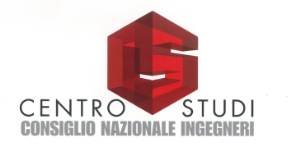 CENTRO STUDI
CONSIGLIO NAZIONALE INGEGNERI